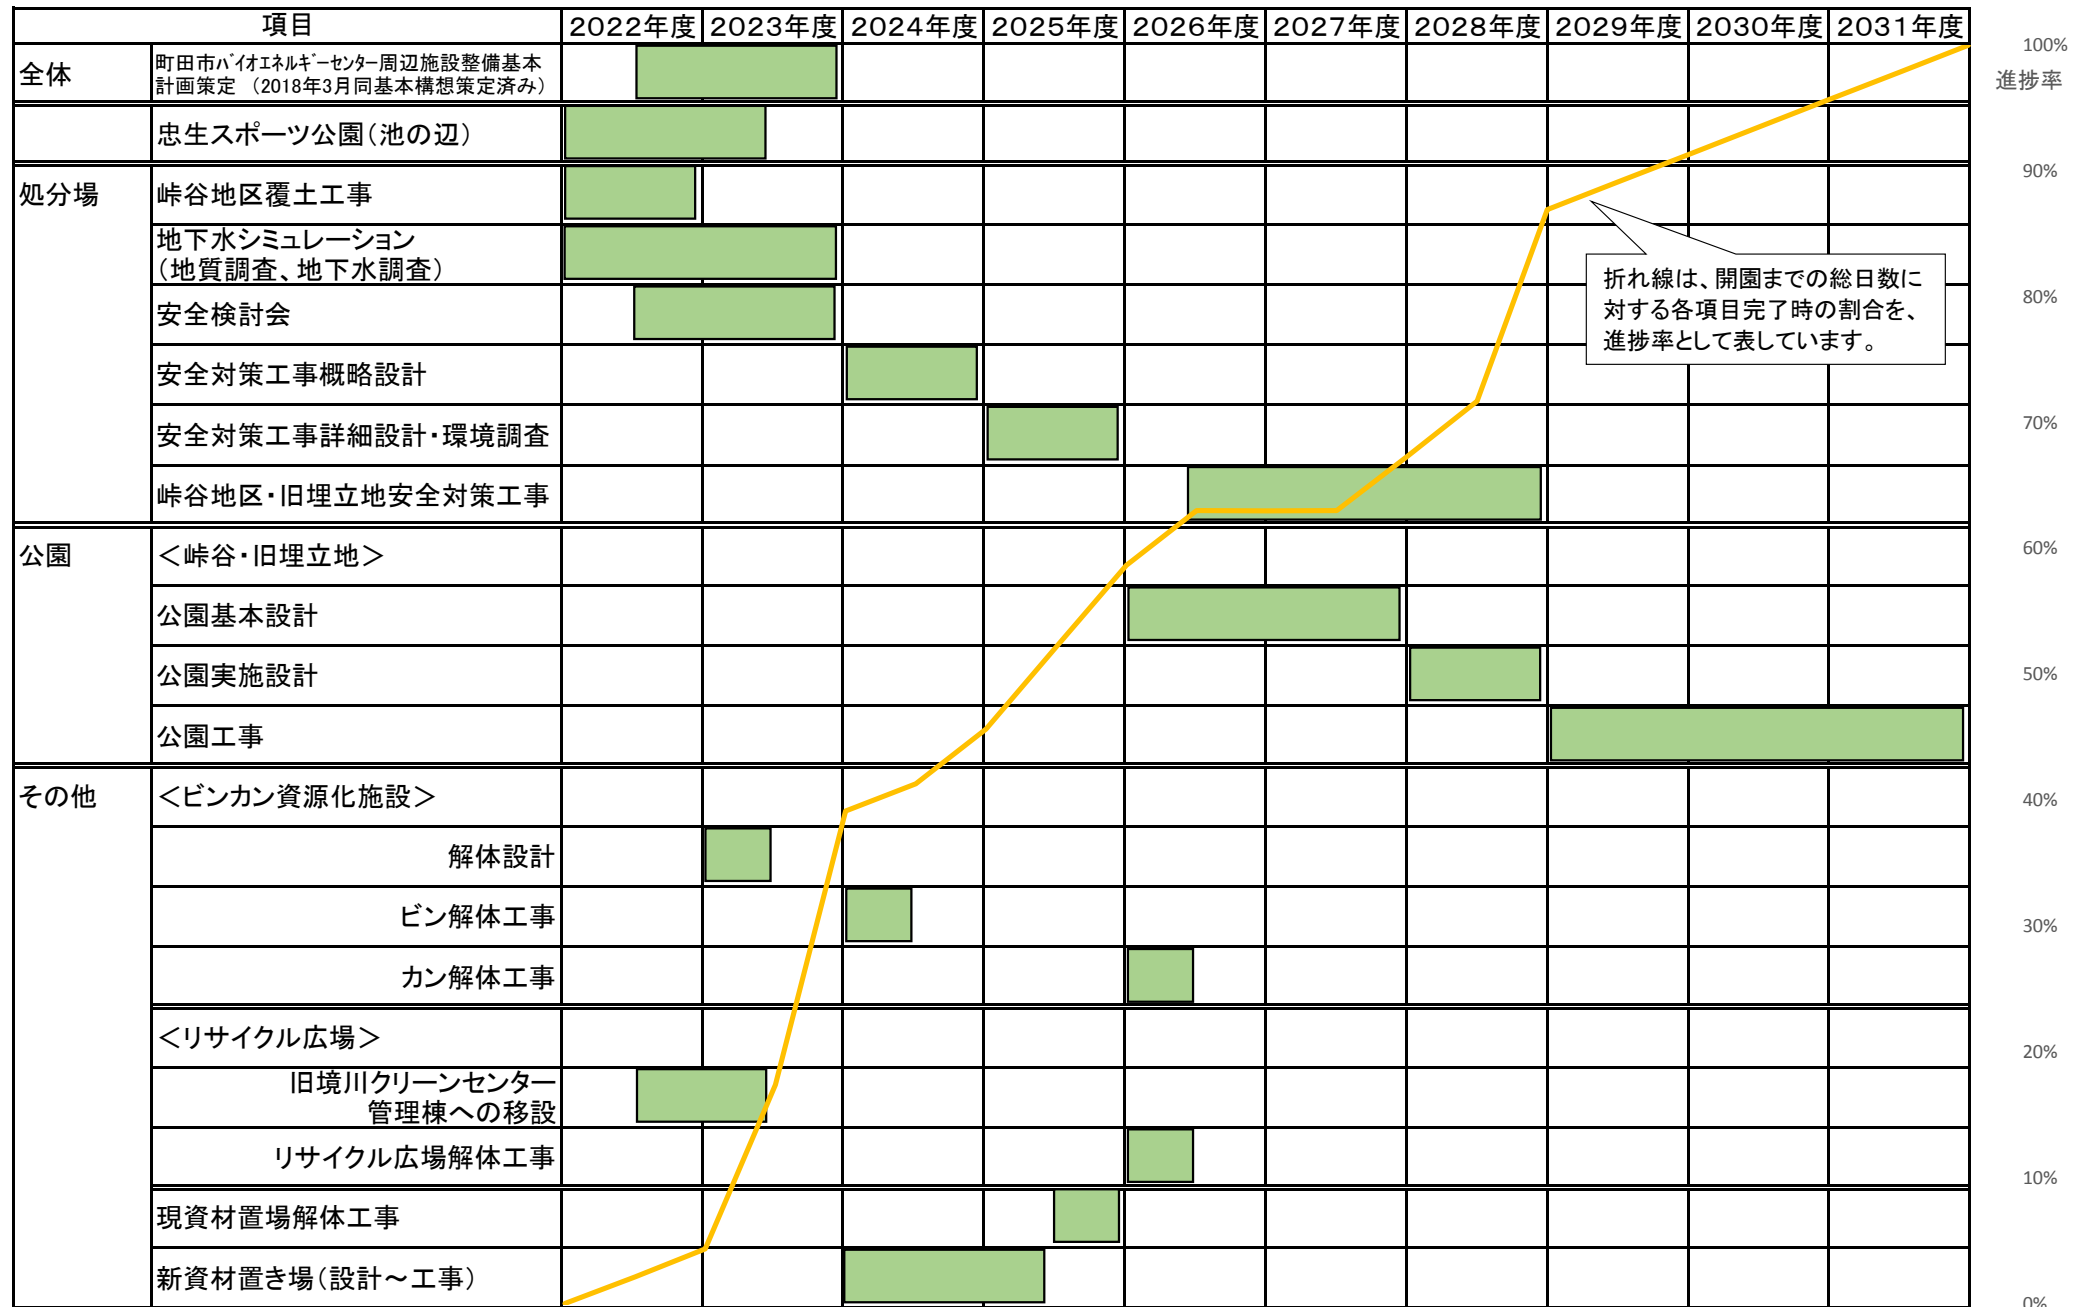 項目 2022年度 2023年度 2024年度 2025年度 2026年度 2027年度 2028年度 2029年度 2030年度 2031年度
全体
町田市ﾊﾞｲｵｴﾈﾙｷﾞｰｾﾝﾀｰ周辺施設整備基本
計画策定 （2018年3月同基本構想策定済み）
忠生スポーツ公園（池の辺）
処分場
峠谷地区覆土工事
地下水シミュレーション
（地質調査、地下水調査）
安全検討会
安全対策工事概略設計
安全対策工事詳細設計・環境調査
峠谷地区・旧埋立地安全対策工事
公園
＜峠谷・旧埋立地＞
公園基本設計
公園実施設計
公園工事
その他
＜ビンカン資源化施設＞
解体設計
ビン解体工事
カン解体工事
＜リサイクル広場＞
旧境川クリーンセンター
管理棟への移設
リサイクル広場解体工事
現資材置場解体工事
新資材置き場（設計～工事）
折れ線は、開園までの総日数に
対する各項目完了時の割合を、
進捗率として表しています。
100%
進捗率
90%
80%
70%
60%
50%
40%
30%
20%
10%
0%